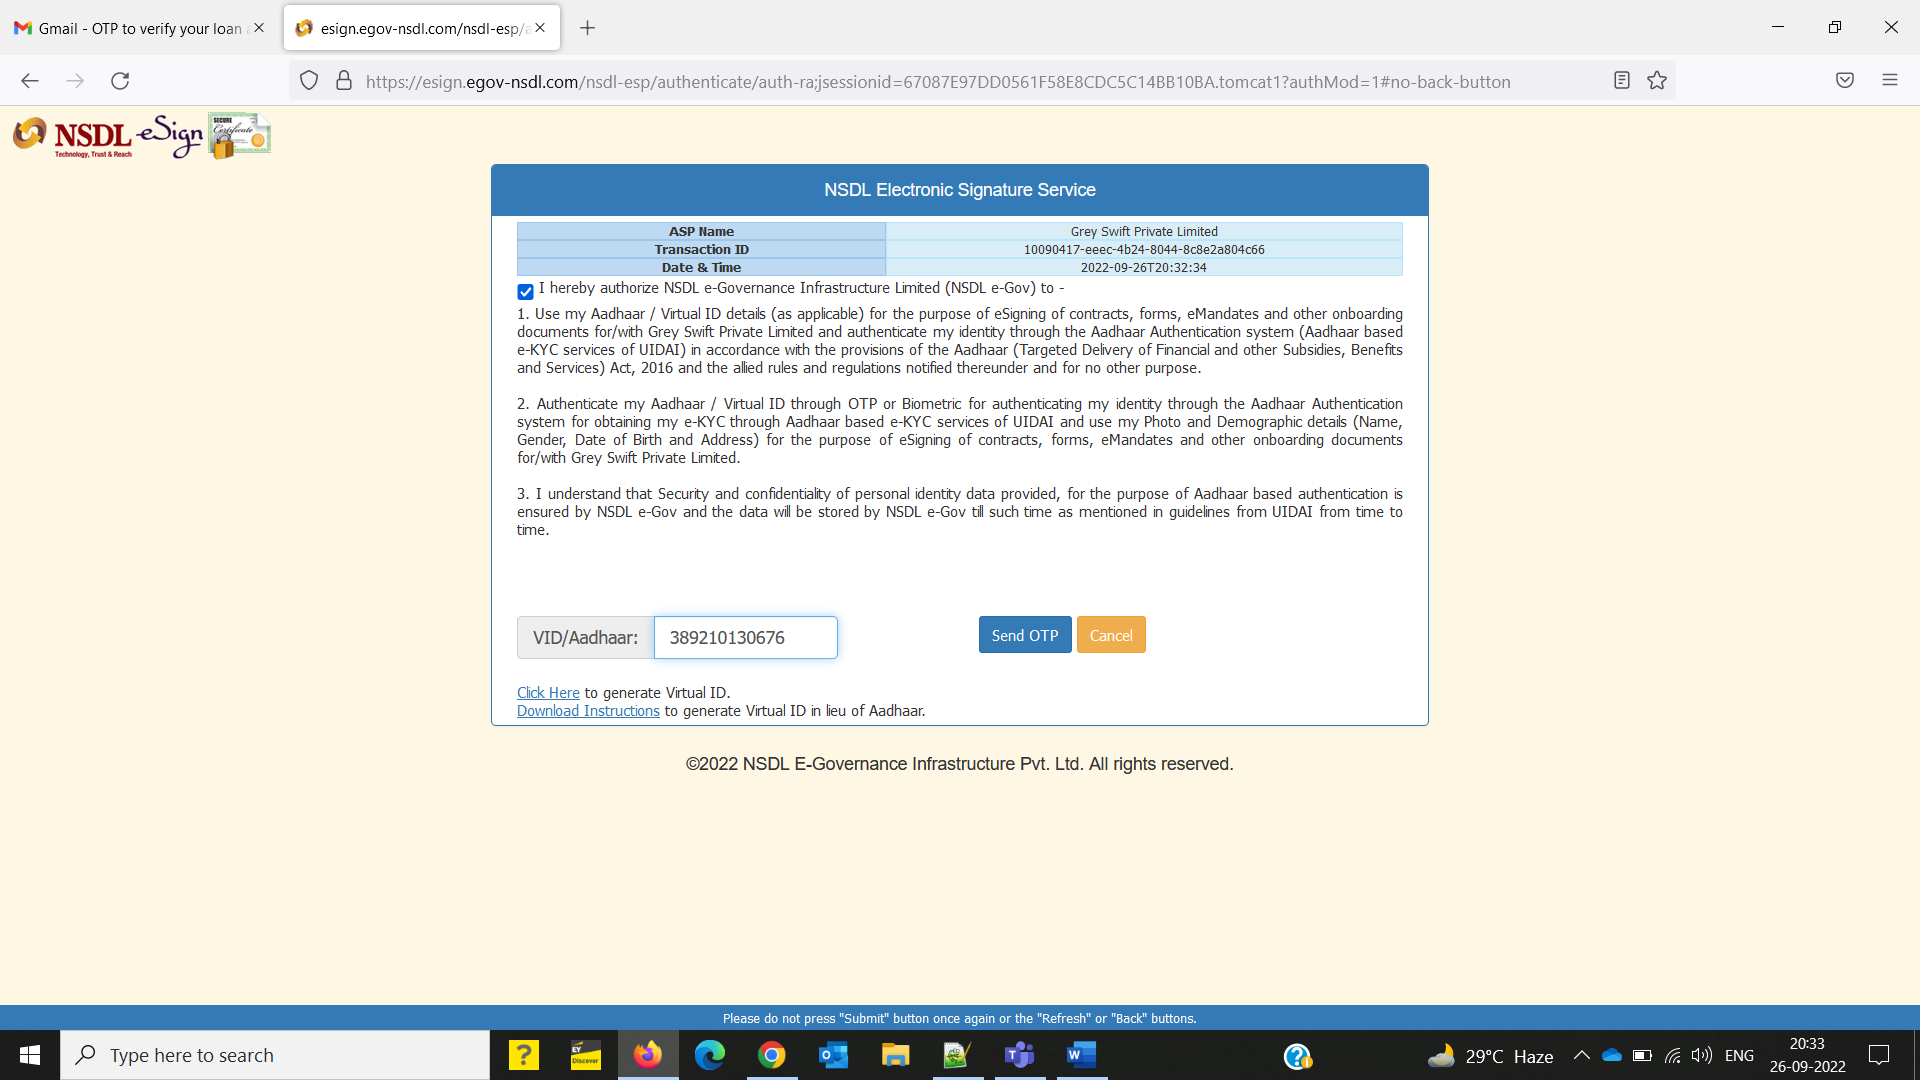 Gmail - OTP to verify your loan a
esign.egov-nsdl.com/nsdl-esp/a
https://esign.egov-nsdl.com/nsdl-esp/authenticate/auth-ra;jsessionid=67087E97DD0561F58E8CDC5C14BB10BA.tomcat1?authMod=1#no-back-button
NSDL eSign SECURE Certificate
Technology, Trust & Reach
NSDL Electronic Signature Service
ASP Name Grey Swift Private Limited
Transaction ID 10090417-eeec-4b24-8044-8c8e2a804c66
Date & Time 2022-09-26T20:32:34
I hereby authorize NSDL e-Governance Infrastructure Limited (NSDL e-Gov) to -
1. Use my Aadhaar / Virtual ID details (as applicable) for the purpose of eSigning of contracts, forms, eMandates and other onboarding
documents for/with Grey Swift Private Limited and authenticate my identity through the Aadhaar Authentication system (Aadhaar based
e-KYC services of UIDAI) in accordance with the provisions of the Aadhaar (Targeted Delivery of Financial and other Subsidies, Benefits
and Services) Act, 2016 and the allied rules and regulations notified thereunder and for no other purpose.
2. Authenticate my Aadhaar / Virtual ID through OTP or Biometric for authenticating my identity through the Aadhaar Authentication
system for obtaining my e-KYC through Aadhaar based e-KYC services of UIDAI and use my Photo and Demographic details (Name,
Gender, Date of Birth and Address) for the purpose of eSigning of contracts, forms, eMandates and other onboarding documents
for/with Grey Swift Private Limited.
3. I understand that Security and confidentiality of personal identity data provided, for the purpose of Aadhaar based authentication is
ensured by NSDL e-Gov and the data will be stored by NSDL e-Gov till such time as mentioned in guidelines from UIDAI from time to
time.
VID/Aadhaar: 389210130676 Send OTP Cancel
Click Here to generate Virtual ID.
Download Instructions to generate Virtual ID in lieu of Aadhaar.
©2022 NSDL E-Governance Infrastructure Pvt. Ltd. All rights reserved.
Please do not press "Submit" button once again or the "Refresh" or "Back" buttons.
Type here to search
EY
Discover
29°C Haze
ENG
20:33
26-09-2022